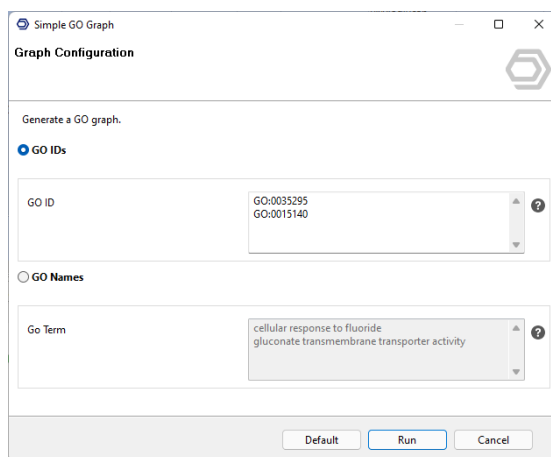 Simple GO Graph
Graph Configuration
Generate a GO graph.
GO IDs
GO ID
GO:0035295
GO:0015140
?
GO Names
Go Term
cellular response to fluoride
gluconate transmembrane transporter activity
?
Default
Run
Cancel